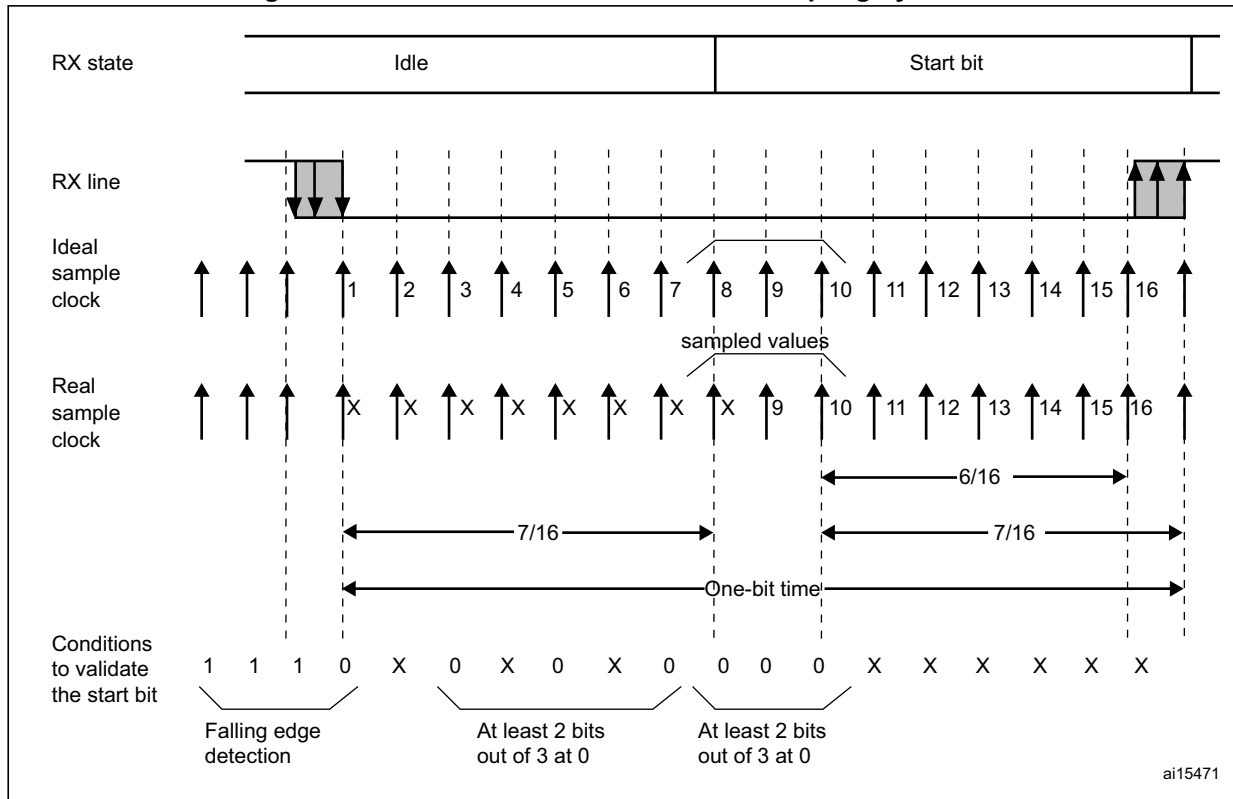 RX state
Idle
Start bit
RX line
Ideal
sample
clock
1 2 3 4 5 6 7 8 9 10 11 12 13 14 15 16
sampled values
Real
sample
clock
X X X X X X X X 9 10 11 12 13 14 15 16
6/16
7/16
7/16
One-bit time
Conditions
to validate
the start bit
1 1 1 0 X 0 X 0 X 0 0 0 0 X X X X X X
Falling edge
detection
At least 2 bits
out of 3 at 0
At least 2 bits
out of 3 at 0
ai15471